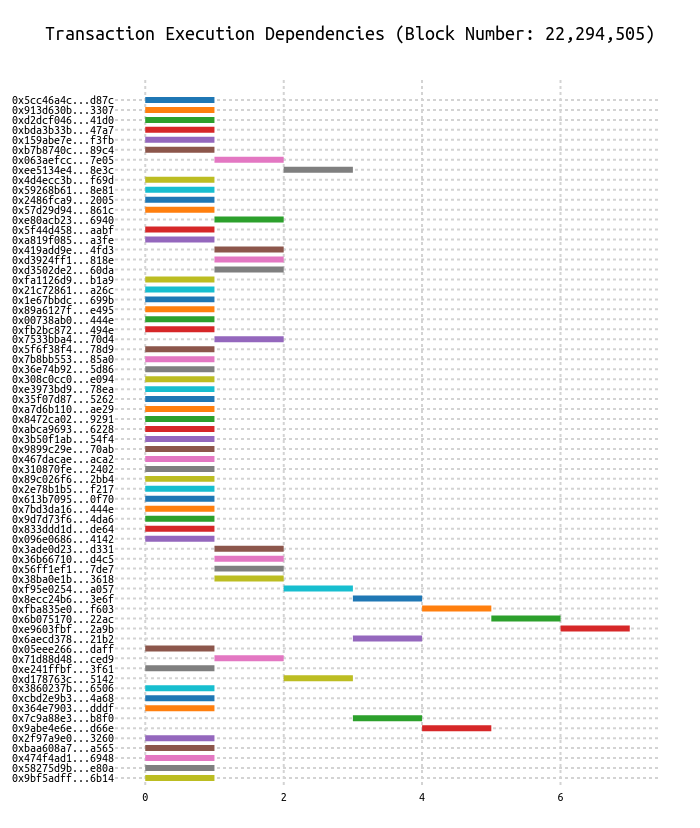 Transaction Execution Dependencies (Block Number: 22,294,505)
0x5cc46a4c...d87c
0x913d630b...3307
0xd2dcf046...41d0
0xbda3b33b...47a7
0x159abe7e...f3fb
0xb7b8740c...89c4
0x063aefcc...7e05
0xee5134e4...8e3c
0x4d4ecc3b...f69d
0x59268b61...8e81
0x2486fca9...2005
0x57d29d94...861c
0xe80acb23...6940
0x5f44d458...aabf
0xa819f085...a3fe
0x419add9e...4fd3
0xd3924ff1...818e
0xd3502de2...60da
0xfa1126d9...b1a9
0x21c72861...a26c
0x1e67bbdc...699b
0x89a6127f...e495
0x00738ab0...444e
0xfb2bc872...494e
0x7533bba4...70d4
0x5f6f38f4...78d9
0x7b8bb553...85a0
0x36e74b92...5d86
0x308c0cc0...e094
0xe3973bd9...78ea
0x35f07d87...5262
0xa7d6b110...ae29
0x8472ca02...9291
0xabca9693...6228
0x3b50f1ab...54f4
0x9899c29e...70ab
0x467dacae...aca2
0x310870fe...2402
0x89c026f6...2bb4
0x2e78b1b5...f217
0x613b7095...0f70
0x7bd3da16...444e
0x9d7d73f6...4da6
0x833ddd1d...de64
0x096e0686...4142
0x3ade0d23...d331
0x36b66710...d4c5
0x56ff1ef1...7de7
0x38ba0e1b...3618
0xf95e0254...a057
0x8ecc24b6...3e6f
0xfba835e0...f603
0x6b075170...22ac
0xe9603fbf...2a9b
0x6aecd378...21b2
0x05eee266...daff
0x71d88d48...ced9
0xe241ffbf...3f61
0xd178763c...5142
0x3860237b...6506
0xcbd2e9b3...4a68
0x364e7903...dddf
0x7c9a88e3...b8f0
0x9abe4e6e...d66e
0x2f97a9e0...3260
0xbaa608a7...a565
0x474f4ad1...6948
0x58275d9b...e80a
0x9bf5adff...6b14
0 2 4 6